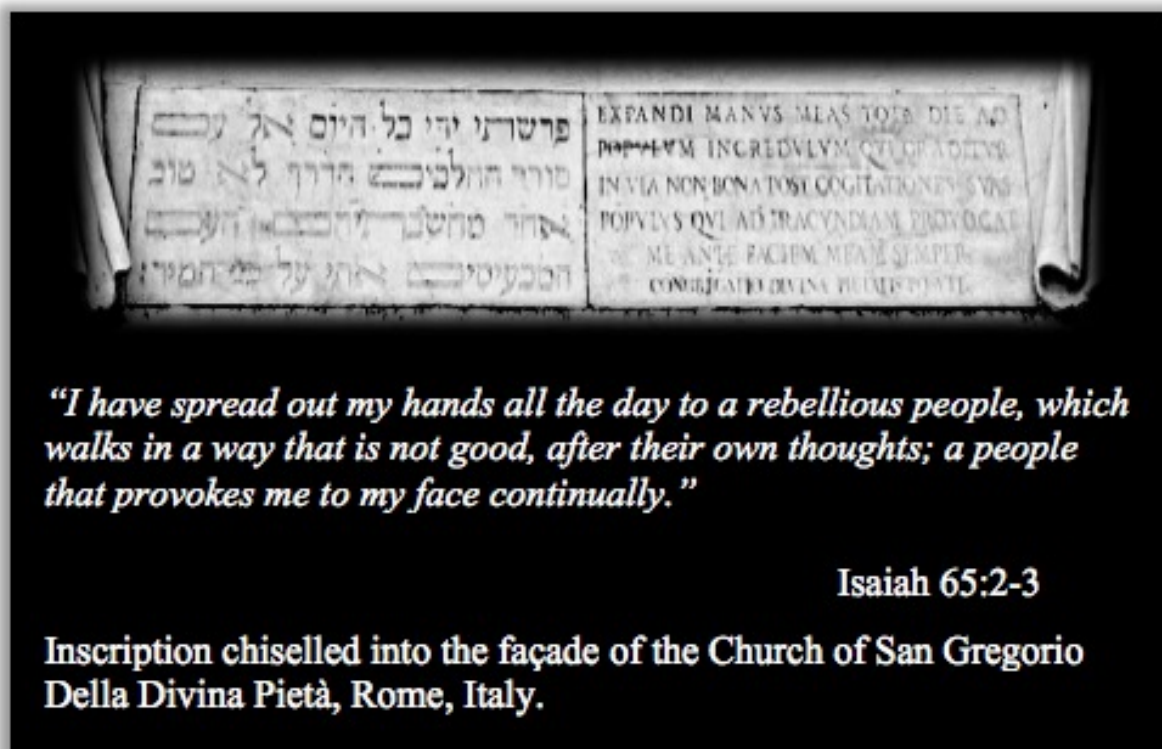 פרשתי ידי כל היום אל עם
סורר ההלכים הדרך לא טוב
אחר מחשבתיהם העם
המכעיסים אתי על פני תמיד:
EXPANDI MANVS MEAS TOTA DIE AD
POPVLVM INCREDVLVM QVI GRADITVR
IN VIA NON BONA POST COGITATIONES SVAS
POPVLVS QVI AD IRACVNDIAM PROVOCAT
ME ANTE FACIEM MEAM SEMPER
CONGREGATIO DIVINA PIETATIS POSVIT
“I have spread out my hands all the day to a rebellious people, which
walks in a way that is not good, after their own thoughts; a people
that provokes me to my face continually.”
Isaiah 65:2-3
Inscription chiselled into the façade of the Church of San Gregorio
Della Divina Pietà, Rome, Italy.